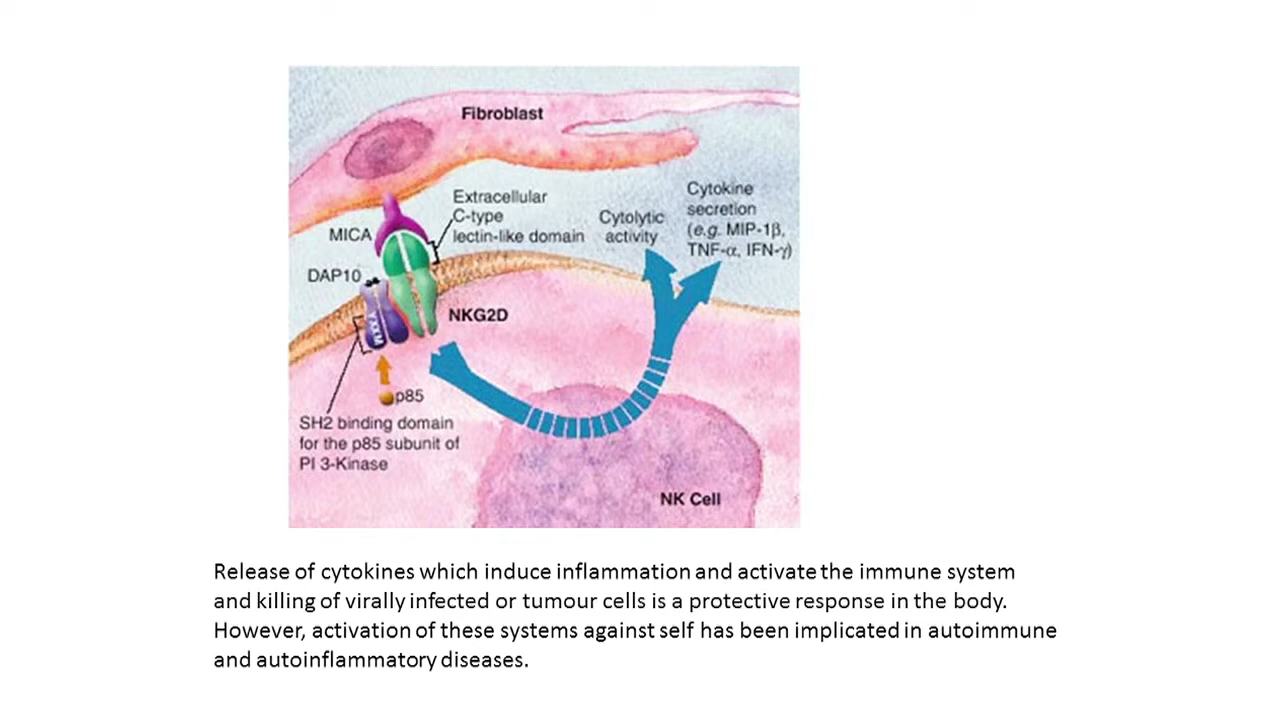 Fibroblast
Extracellular
C-type
lectin-like domain
MICA
DAP10
NKG2D
Cytolytic
activity
Cytokine
secretion
(e.g. MIP-1β,
TNF-α, IFN-γ)
YXXM
p85
SH2 binding domain
for the p85 subunit of
PI 3-Kinase
NK Cell
Release of cytokines which induce inflammation and activate the immune system
and killing of virally infected or tumour cells is a protective response in the body.
However, activation of these systems against self has been implicated in autoimmune
and autoinflammatory diseases.